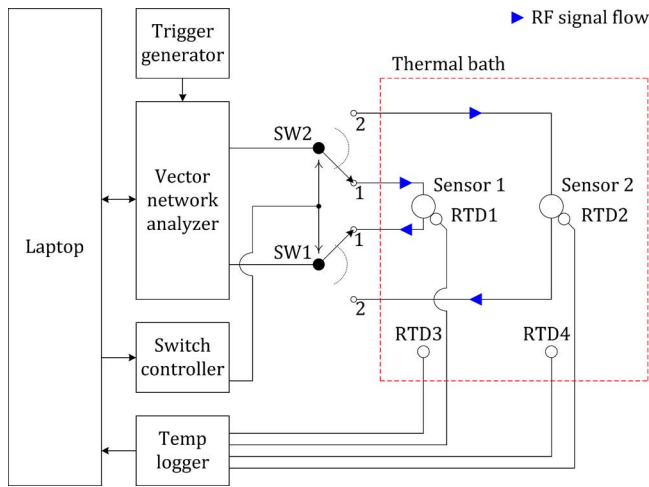 Trigger
generator
RF signal flow
Thermal bath
2
SW2
Vector
network
analyzer
1
Sensor 1
Sensor 2
RTD1
RTD2
Laptop
1
SW1
2
Switch
controller
RTD3
RTD4
Temp
logger